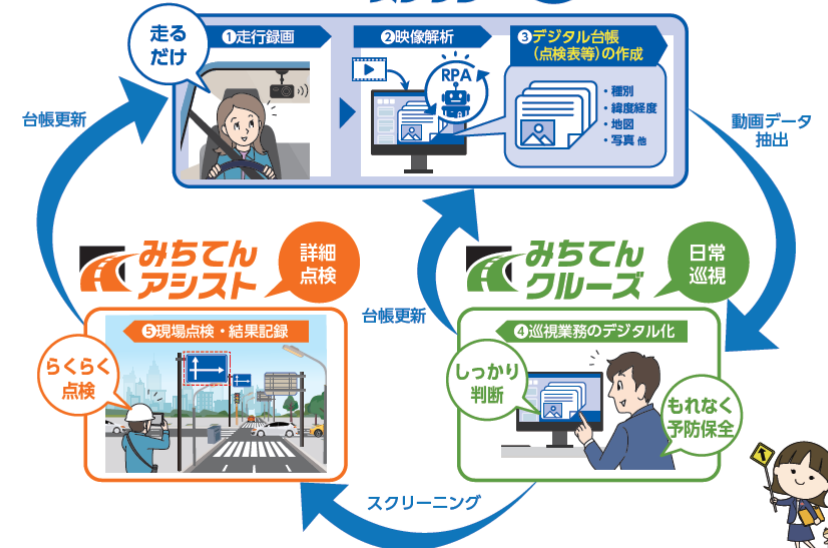 走る
だけ
❶走行録画
❷映像解析
❸デジタル台帳
(点検表等)の作成
RPA
・種別
・緯度経度
・地図
・写真 他
台帳更新
動画データ
抽出
みちてん
アシスト
詳細
点検
みちてん
クルーズ
日常
巡視
台帳更新
❺現場点検・結果記録
らくらく
点検
❹巡視業務のデジタル化
しっかり
判断
もれなく
予防保全
スクリーニング